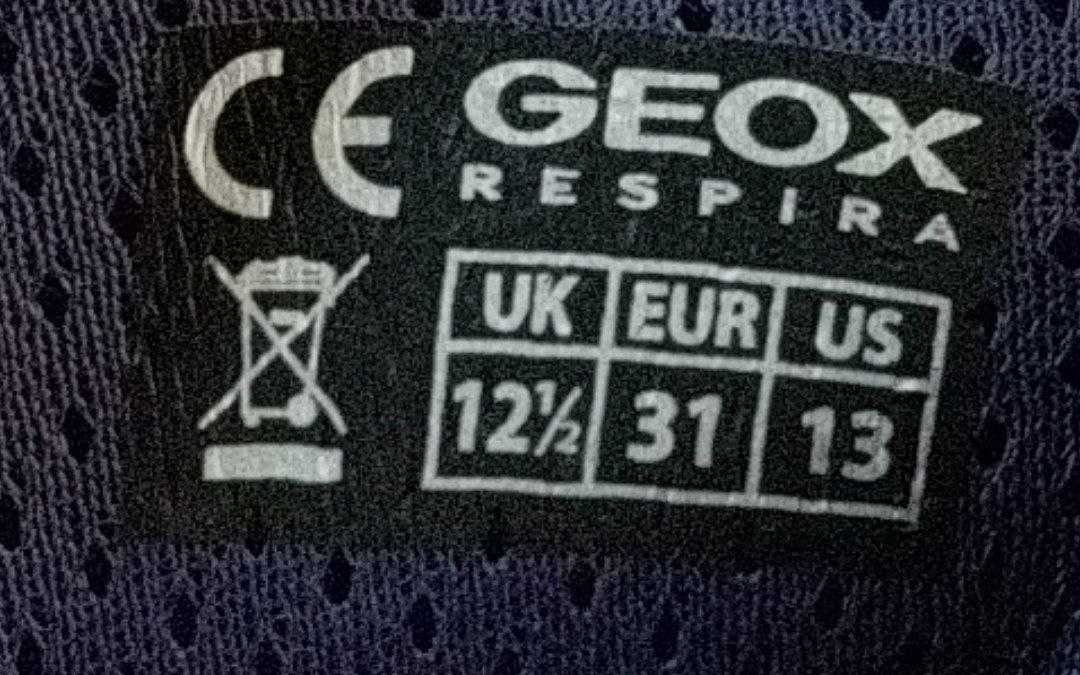 CE GEOX
RESPIRA
UK EUR US
12½ 31 13